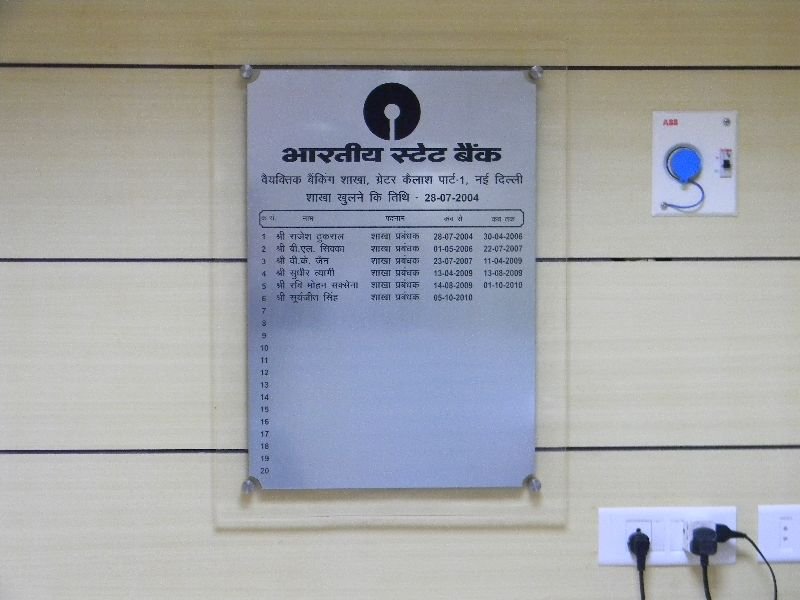 भारतीय स्टेट बैंक
वैयक्तिक बैंकिंग शाखा, ग्रेटर कैलाश पार्ट-1, नई दिल्ली
शाखा खुलने कि तिथि - 28-07-2004
क्र सं. नाम पदनाम कब से कब तक
1 श्री राजेश ठुकराल शाखा प्रबंधक 28-07-2004 30-04-2006
2 श्री वी.एल. सिक्का शाखा प्रबंधक 01-05-2006 22-07-2007
3 श्री वी.के. जैन शाखा प्रबंधक 23-07-2007 11-04-2009
4 श्री सुधीर त्यागी शाखा प्रबंधक 13-04-2009 13-08-2009
5 श्री रवि मोहन सक्सेना शाखा प्रबंधक 14-08-2009 01-10-2010
6 श्री सूर्यजीत सिंह शाखा प्रबंधक 05-10-2010
7
8
9
10
11
12
13
14
15
16
17
18
19
20
ABB